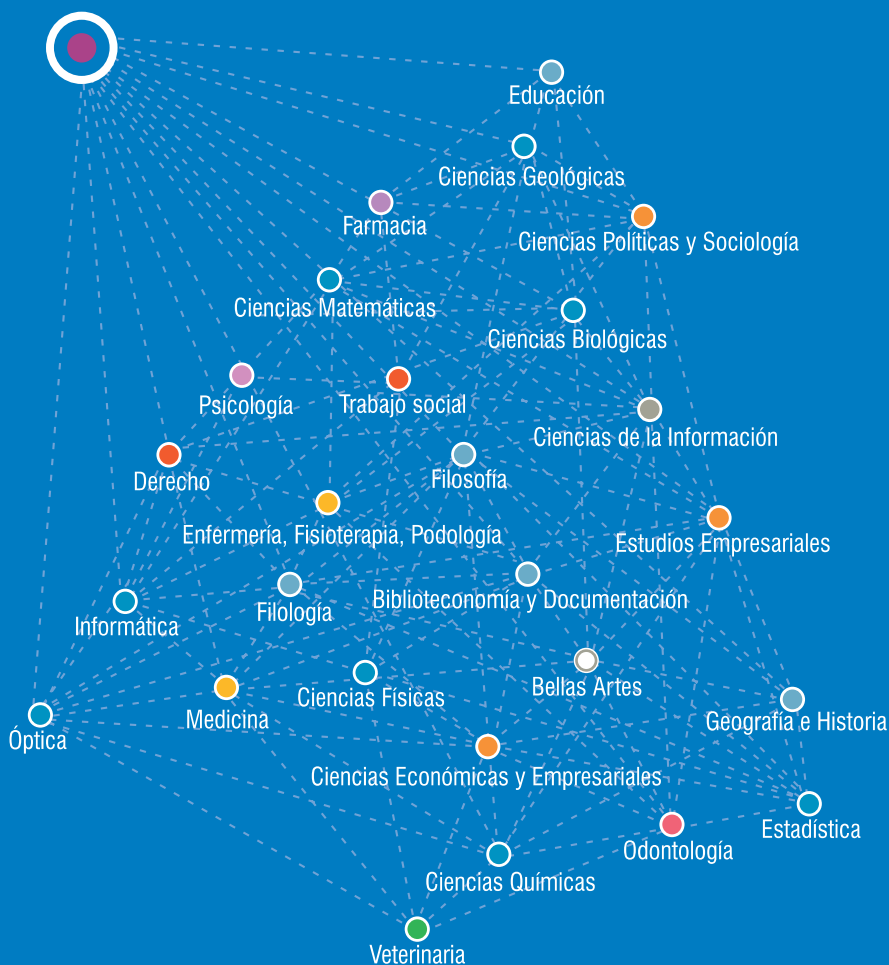 Educación
Ciencias Geológicas
Farmacia
Ciencias Políticas y Sociología
Ciencias Matemáticas
Ciencias Biológicas
Psicología
Trabajo social
Ciencias de la Información
Derecho
Filosofía
Enfermería, Fisioterapia, Podología
Estudios Empresariales
Informática
Filología
Biblioteconomía y Documentación
Óptica
Medicina
Ciencias Físicas
Bellas Artes
Geografía e Historia
Ciencias Económicas y Empresariales
Estadística
Odontología
Ciencias Químicas
Veterinaria